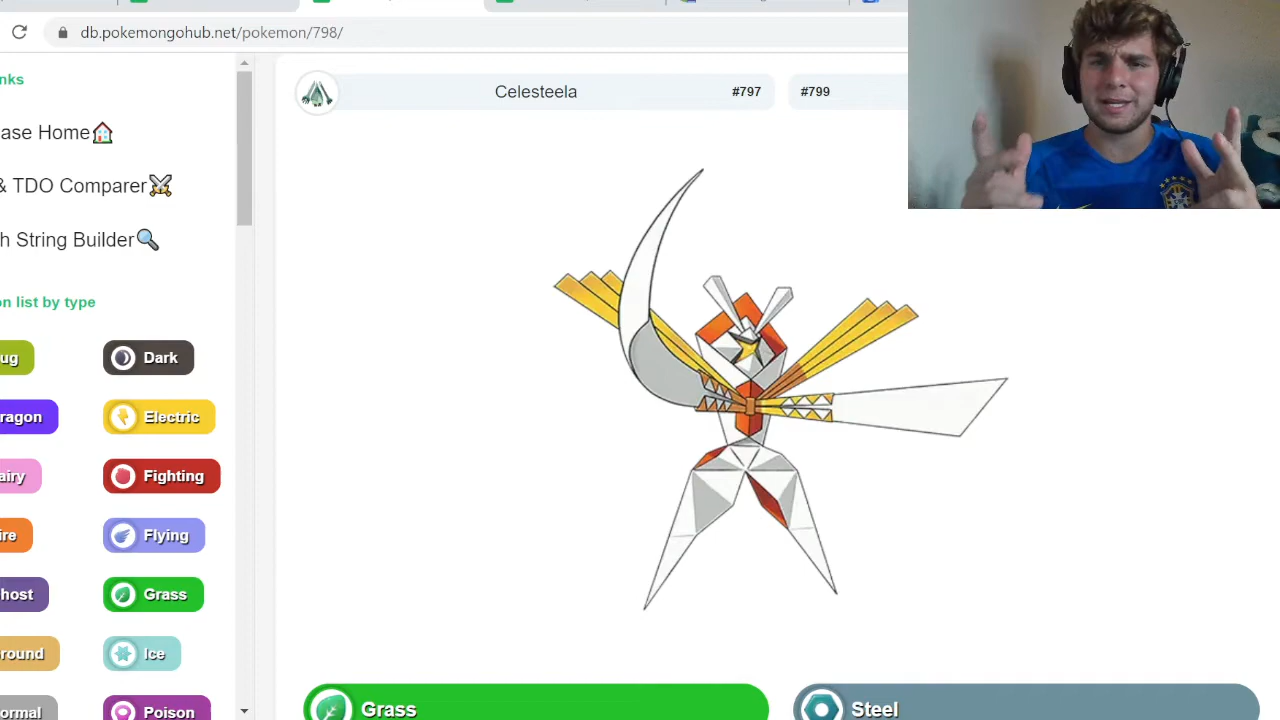 db.pokemongohub.net/pokemon/798/
nks
Celesteela #797 #799
ase Home
& TDO Comparer
h String Builder
on list by type
ug Dark
ragon Electric
airy Fighting
ire Flying
host Grass
round Ice
ormal Poison
Grass Steel